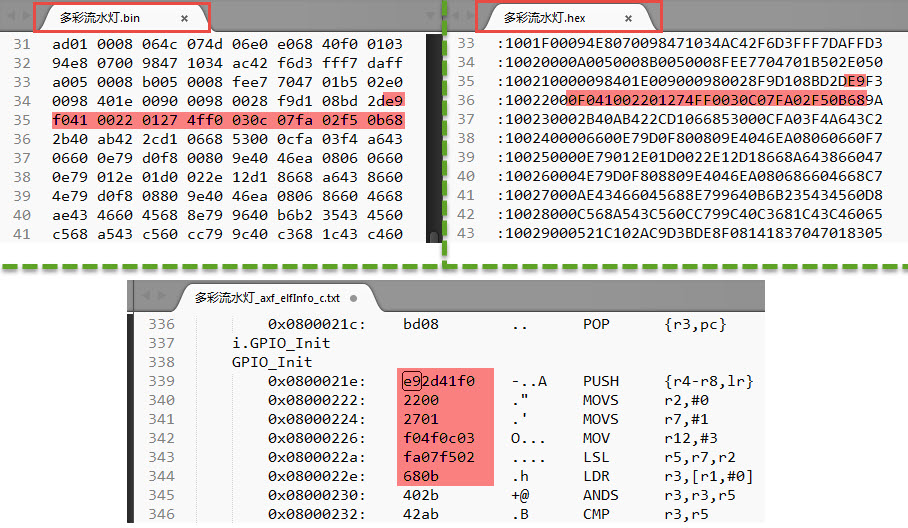 多彩流水灯.bin ×
31 ad01 0008 064c 074d 06e0 e068 40f0 0103
32 94e8 0700 9847 1034 ac42 f6d3 fff7 daff
33 a005 0008 b005 0008 fee7 7047 01b5 02e0
34 0098 401e 0090 0098 0028 f9d1 08bd 2de9
35 f041 0022 0127 4ff0 030c 07fa 02f5 0b68
36 2b40 ab42 2cd1 0668 5300 0cfa 03f4 a643
37 0660 0e79 d0f8 0080 9e40 46ea 0806 0660
38 0e79 012e 01d0 022e 12d1 8668 a643 8660
39 4e79 d0f8 0880 9e40 46ea 0806 8660 4668
40 ae43 4660 4568 8e79 9640 b6b2 3543 4560
41 c568 a543 c560 cc79 9c40 c368 1c43 c460
多彩流水灯.hex ×
33 :1001F00094E8070098471034AC42F6D3FFF7DAFFD3
34 :10020000A0050008B0050008FEE7704701B502E050
35 :100210000098401E009000980028F9D108BD2DE9F3
36 :10022000F041002201274FF0030C07FA02F50B689A
37 :100230002B40AB422CD1066853000CFA03F4A643C2
38 :1002400006600E79D0F800809E4046EA08060660F7
39 :100250000E79012E01D0022E12D18668A643866047
40 :100260004E79D0F808809E4046EA080686604668C7
41 :10027000AE43466045688E799640B6B235434560D8
42 :10028000C568A543C560CC799C40C3681C43C46065
43 :10029000521C102AC9D3BDE8F08141837047018305
多彩流水灯_axf_elfInfo_c.txt
336 0x0800021c: bd08 .. POP {r3,pc}
337 i.GPIO_Init
338 GPIO_Init
339 0x0800021e: e92d41f0 -..A PUSH {r4-r8,lr}
340 0x08000222: 2200 ." MOVS r2,#0
341 0x08000224: 2701 .' MOVS r7,#1
342 0x08000226: f04f0c03 O... MOV r12,#3
343 0x0800022a: fa07f502 .... LSL r5,r7,r2
344 0x0800022e: 680b .h LDR r3,[r1,#0]
345 0x08000230: 402b +@ ANDS r3,r3,r5
346 0x08000232: 42ab .B CMP r3,r5